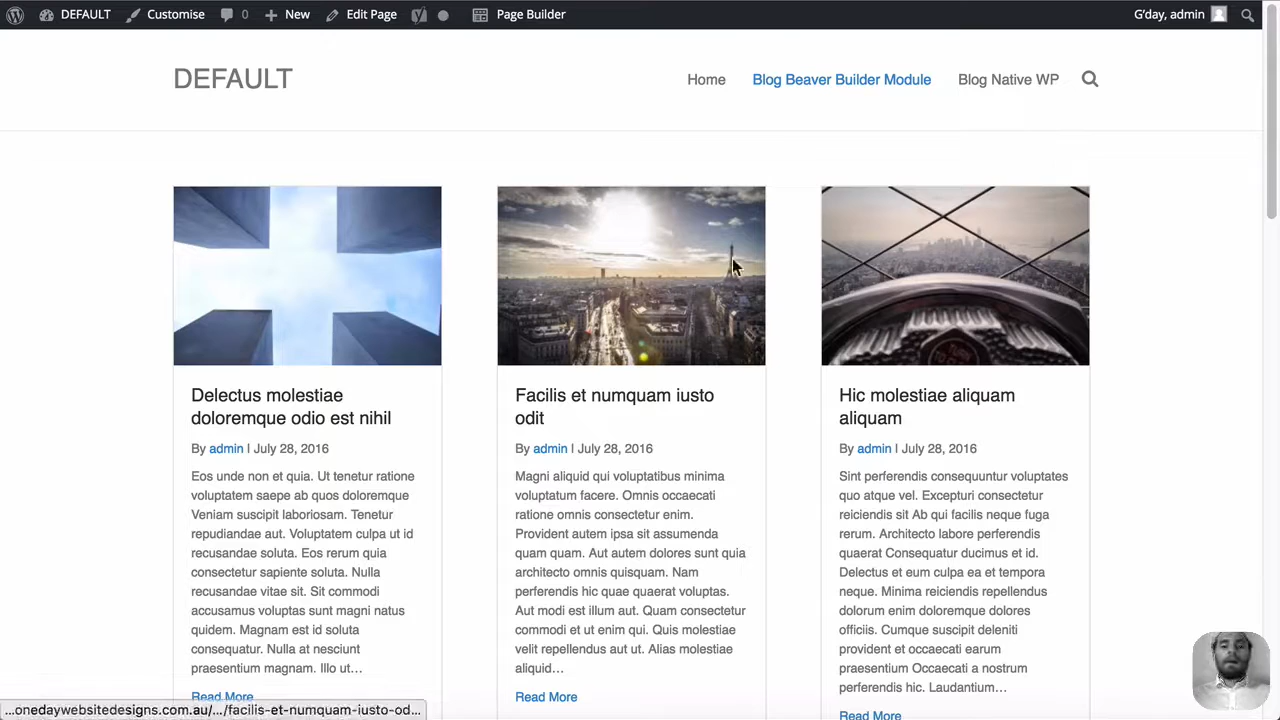 DEFAULT Customise 0 New Edit Page Page Builder G'day, admin
DEFAULT
Home Blog Beaver Builder Module Blog Native WP
Delectus molestiae
doloremque odio est nihil
By admin | July 28, 2016
Eos unde non et quia. Ut tenetur ratione
voluptatem saepe ab quos doloremque
Veniam suscipit laboriosam. Tenetur
repudiandae aut. Voluptatem culpa ut id
recusandae soluta. Eos rerum quia
consectetur sapiente soluta. Nulla
recusandae vitae sit. Sit commodi
accusamus voluptas sunt magni natus
quidem. Magnam est id soluta
consequatur. Nulla at nesciunt
praesentium magnam. Illo ut…
Read More
Facilis et numquam iusto
odit
By admin | July 28, 2016
Magni aliquid qui voluptatibus minima
voluptatum facere. Omnis occaecati
ratione omnis consectetur enim.
Provident autem ipsa sit assumenda
quam quam. Aut autem dolores sunt quia
architecto omnis quisquam. Nam
perferendis hic quae quaerat voluptas.
Aut modi est illum aut. Quam consectetur
commodi et ut enim qui. Quis molestiae
velit repellendus aut ut. Alias molestiae
aliquid…
Read More
Hic molestiae aliquam
aliquam
By admin | July 28, 2016
Sint perferendis consequuntur voluptates
quo atque vel. Excepturi consectetur
reiciendis sit Ab qui facilis neque fuga
rerum. Architecto labore perferendis
quaerat Consequatur ducimus et id.
Delectus et eum culpa ea et tempora
neque. Minima reiciendis repellendus
dolorum enim doloremque dolores
officiis. Cumque suscipit deleniti
provident et occaecati earum
praesentium Occaecati a nostrum
perferendis hic. Laudantium…
Read More
...onedaywebsitedesigns.com.au/.../facilis-et-numquam-iusto-od...